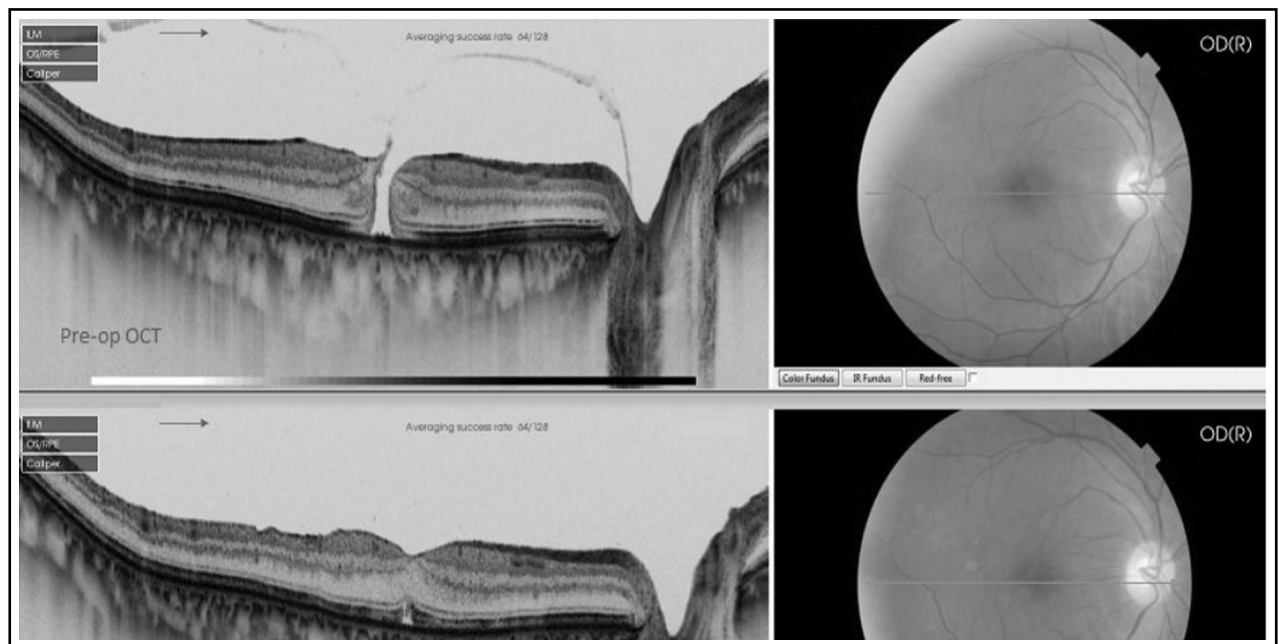 ILM
OS/RPE
Caliper
Averaging success rate 64/128
OD(R)
Pre-op OCT
Color Fundus
IR Fundus
Red-free
ILM
OS/RPE
Caliper
Averaging success rate 64/128
OD(R)